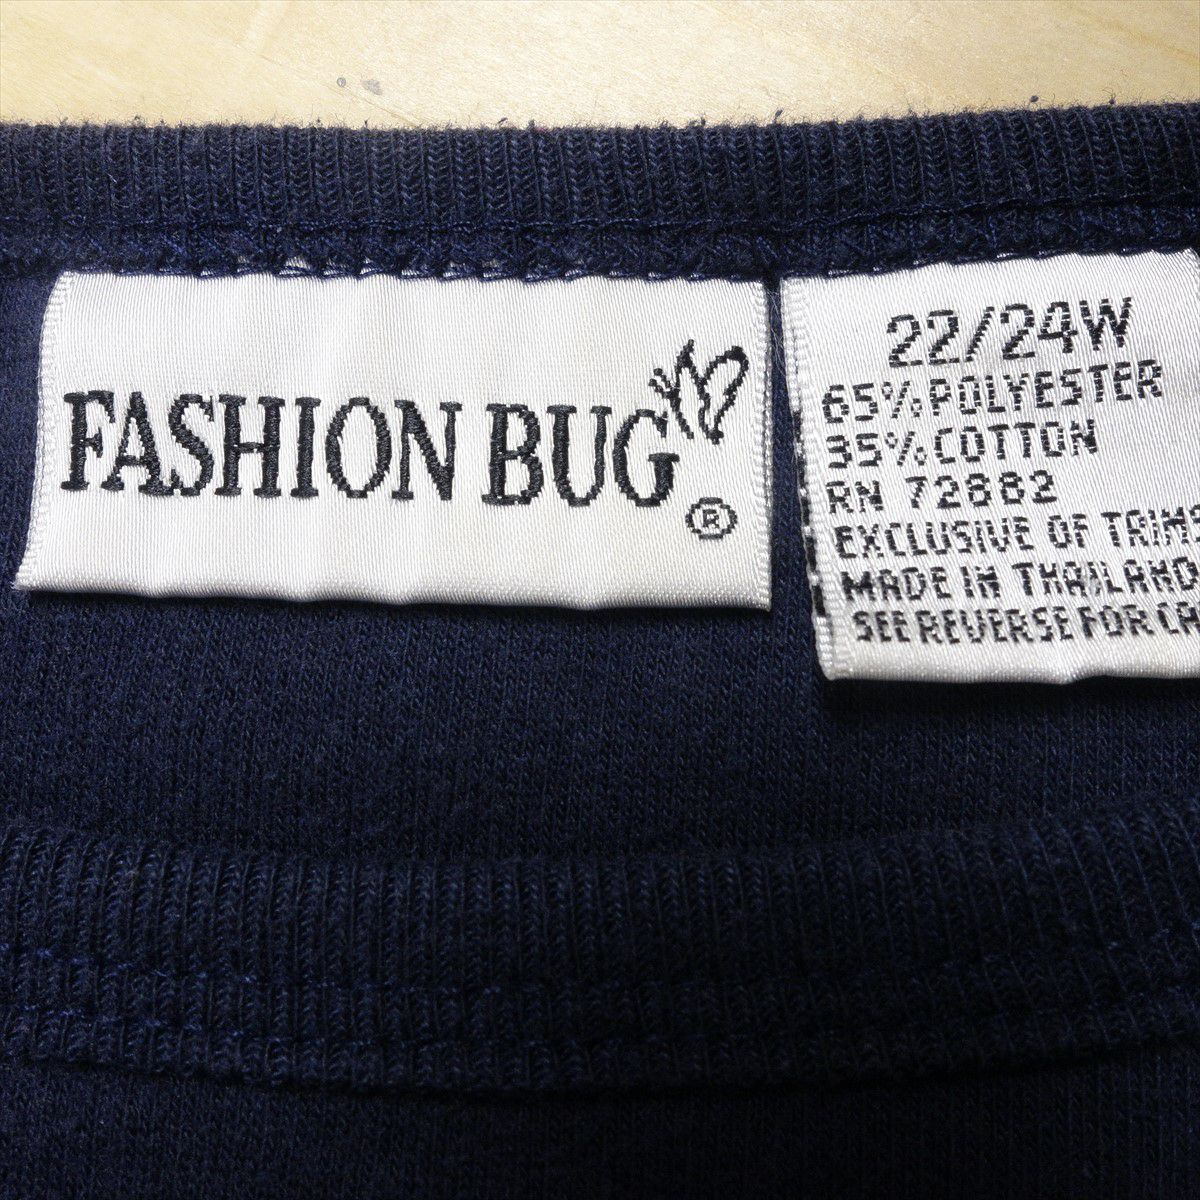 FASHION BUG
®
22/24W
65% POLYESTER
35% COTTON
RN 72882
EXCLUSIVE OF TRIMS
MADE IN THAILAND
SEE REVERSE FOR